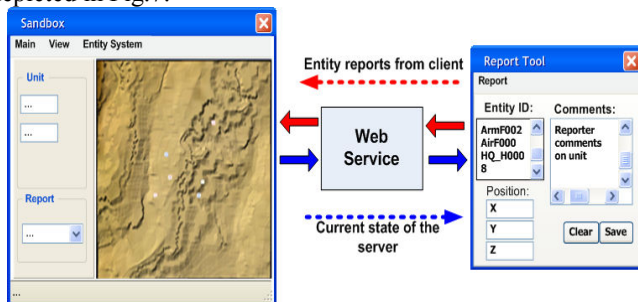 depicted in Fig.7.
Sandbox
Main View Entity System
Unit
...
...
Report
...
...
Entity reports from client
Web
Service
Current state of the
server
Report Tool
Report
Entity ID:
ArmF002
AirF000
HQ_H000
8
Comments:
Reporter
comments
on unit
Position:
X
Y
Z
Clear Save